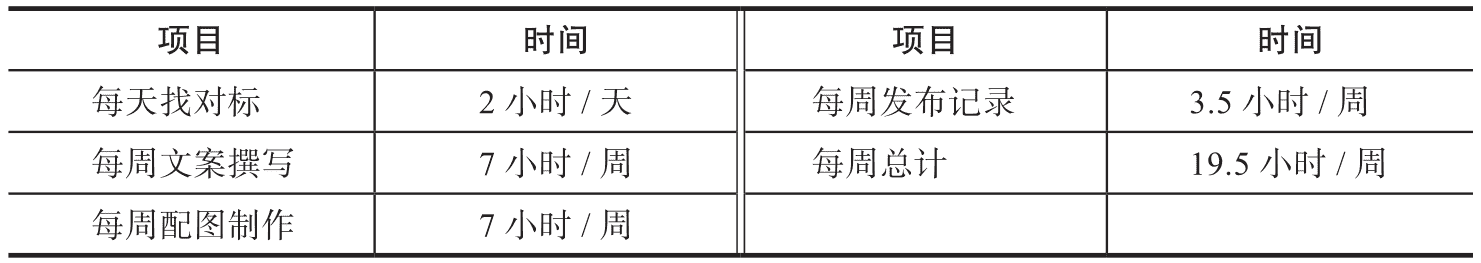 项目 时间 项目 时间
每天找对标 2 小时 / 天 每周发布记录 3.5 小时 / 周
每周文案撰写 7 小时 / 周 每周总计 19.5 小时 / 周
每周配图制作 7 小时 / 周